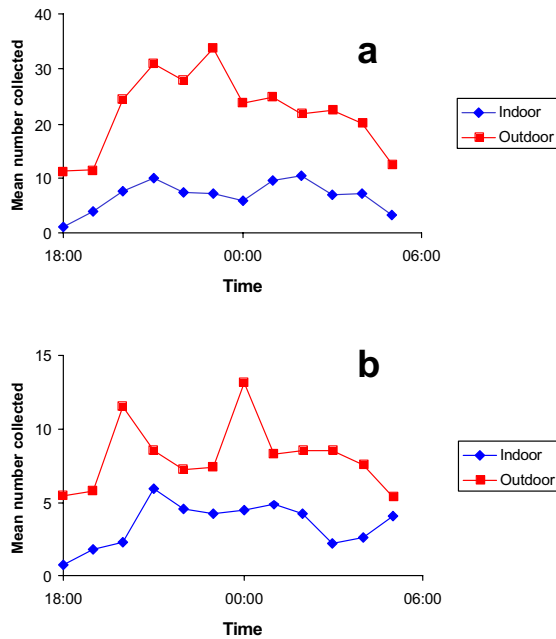 a
40
30
20
10
0
Mean number collected
18:00
00:00
06:00
Time
Indoor
Outdoor
b
15
10
5
0
Mean number collected
18:00
00:00
06:00
Time
Indoor
Outdoor